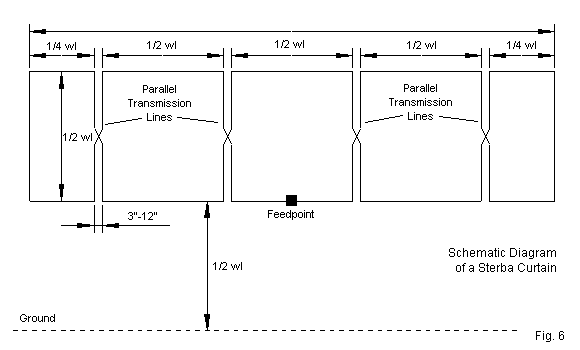 1/4 wl
1/2 wl
1/2 wl
1/2 wl
1/4 wl
Parallel
Transmission
Lines
Parallel
Transmission
Lines
1/2 wl
3"-12"
Feedpoint
1/2 wl
Schematic Diagram
of a Sterba Curtain
Ground
Fig. 6